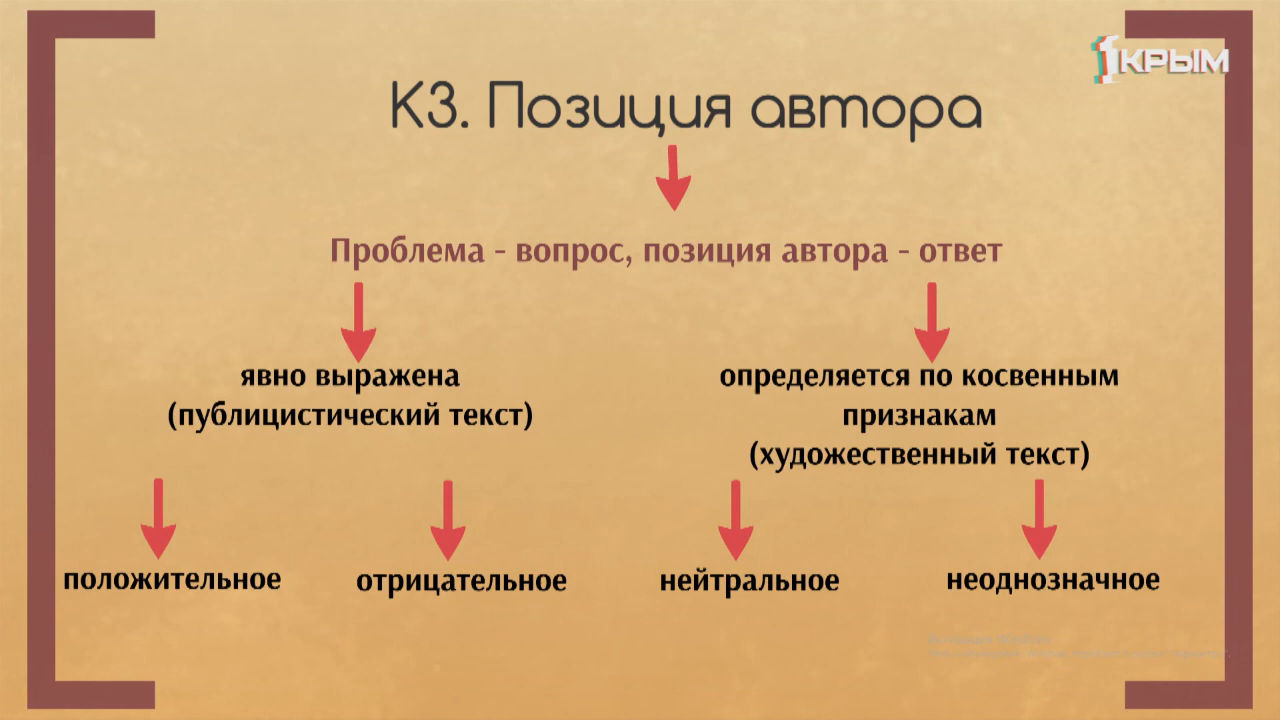 1КРЫМ
К3. Позиция автора
Проблема - вопрос, позиция автора - ответ
явно выражена
(публицистический текст)
определяется по косвенным
признакам
(художественный текст)
положительное
отрицательное
нейтральное
неоднозначное